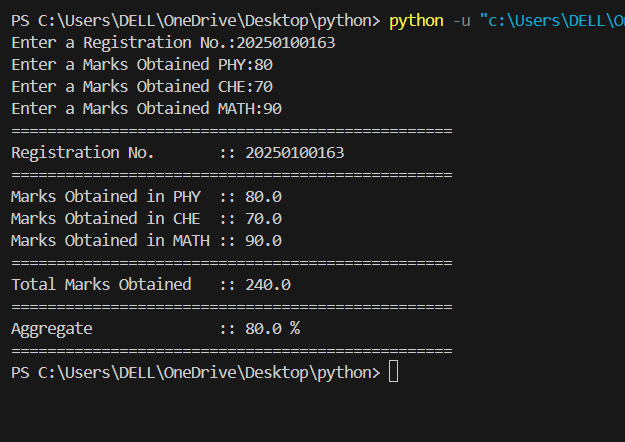 PS C:\Users\DELL\OneDrive\Desktop\python> python -u "c:\Users\DELL\O
Enter a Registration No.:20250100163
Enter a Marks Obtained PHY:80
Enter a Marks Obtained CHE:70
Enter a Marks Obtained MATH:90
=================================================
Registration No.       :: 20250100163
=================================================
Marks Obtained in PHY  :: 80.0
Marks Obtained in CHE  :: 70.0
Marks Obtained in MATH :: 90.0
=================================================
Total Marks Obtained   :: 240.0
=================================================
Aggregate              :: 80.0 %
=================================================
PS C:\Users\DELL\OneDrive\Desktop\python>